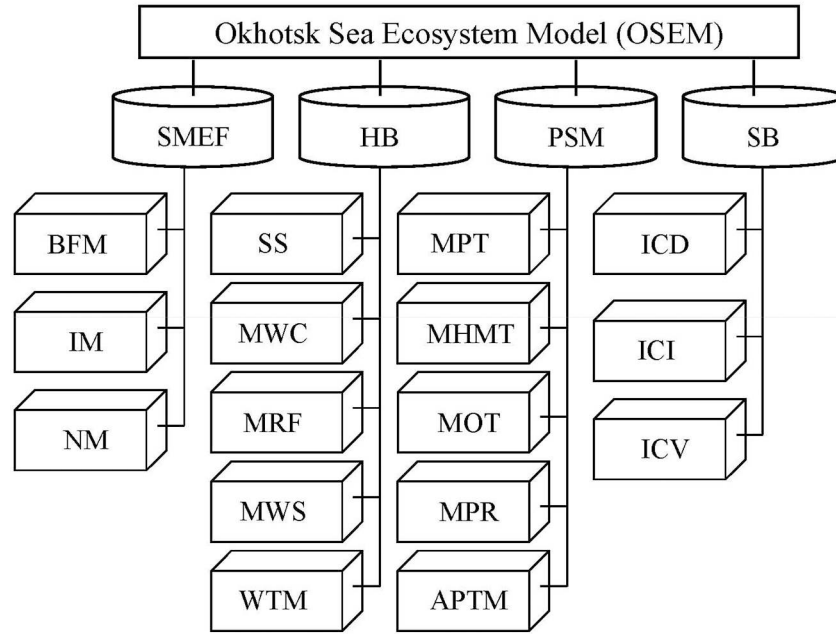 Okhotsk Sea Ecosystem Model (OSEM)
SMEF
HB
PSM
SB
BFM
IM
NM
SS
MWC
MRF
MWS
WTM
MPT
MHMT
MOT
MPR
APTM
ICD
ICI
ICV